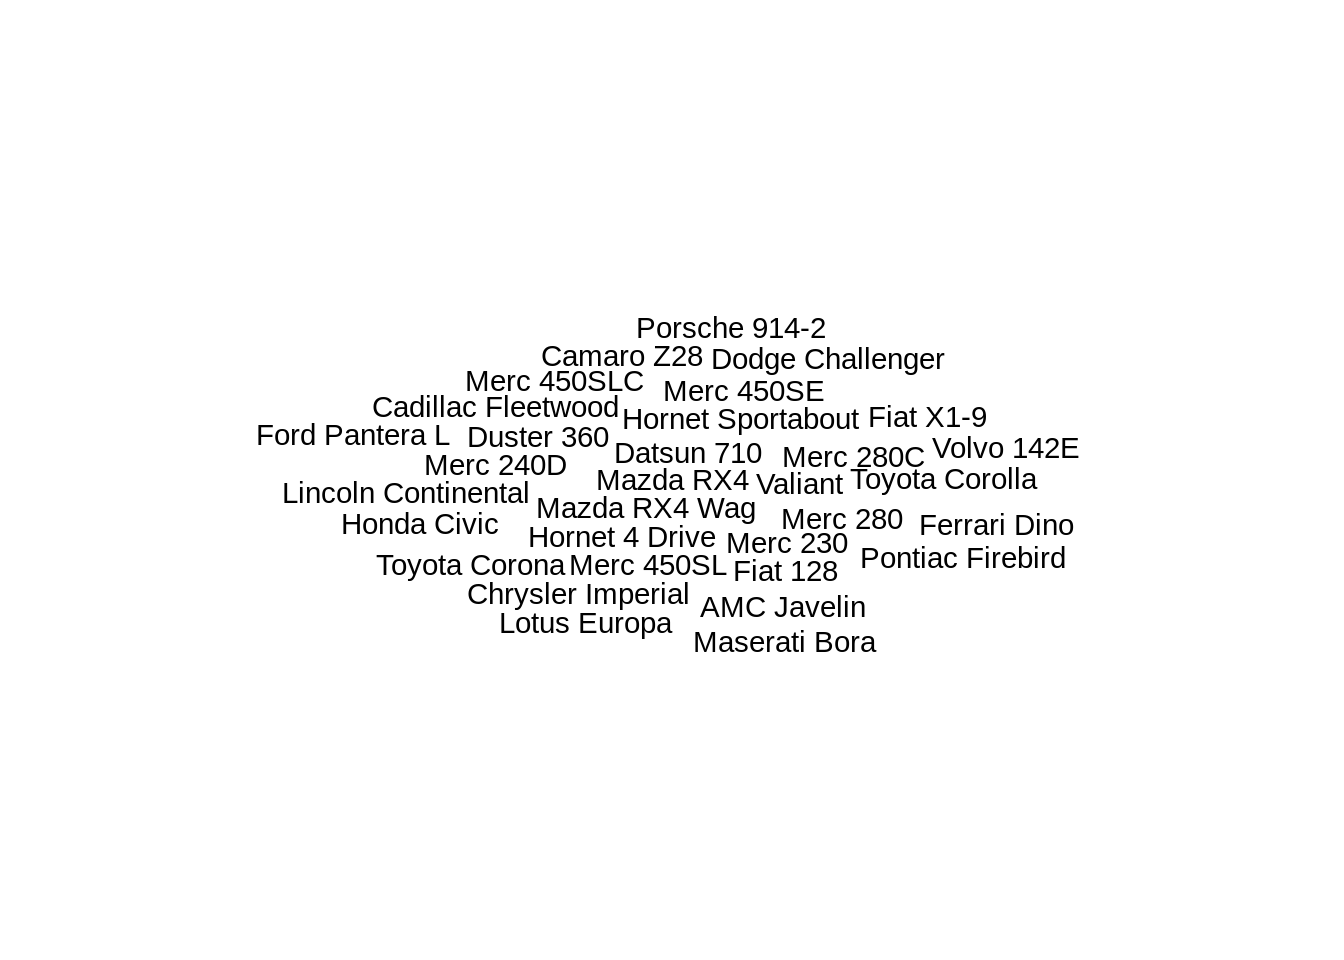 Porsche 914-2
Camaro Z28 Dodge Challenger
Merc 450SLC Merc 450SE
Cadillac Fleetwood Hornet Sportabout Fiat X1-9
Ford Pantera L Duster 360 Datsun 710 Merc 280C Volvo 142E
Merc 240D Mazda RX4 Valiant Toyota Corolla
Lincoln Continental Mazda RX4 Wag Merc 280 Ferrari Dino
Honda Civic Hornet 4 Drive Merc 230 Pontiac Firebird
Toyota Corona Merc 450SL Fiat 128
Chrysler Imperial AMC Javelin
Lotus Europa Maserati Bora